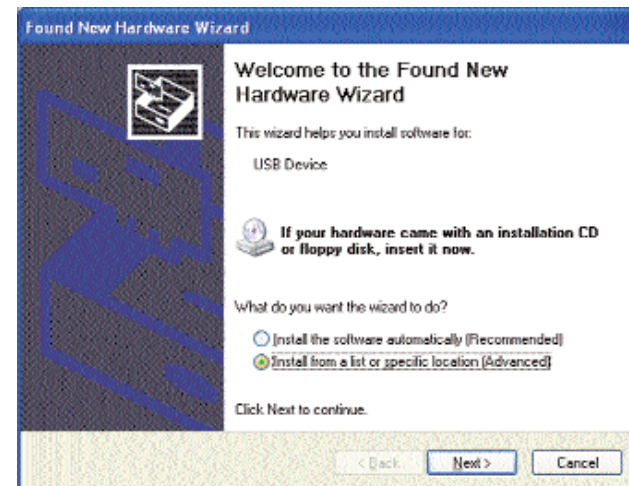 Found New Hardware Wizard
Welcome to the Found New
Hardware Wizard
This wizard helps you install software for:
USB Device
If your hardware came with an installation CD
or floppy disk, insert it now.
What do you want the wizard to do?
Install the software automatically (Recommended)
Install from a list or specific location (Advanced)
Click Next to continue.
< Back Next > Cancel